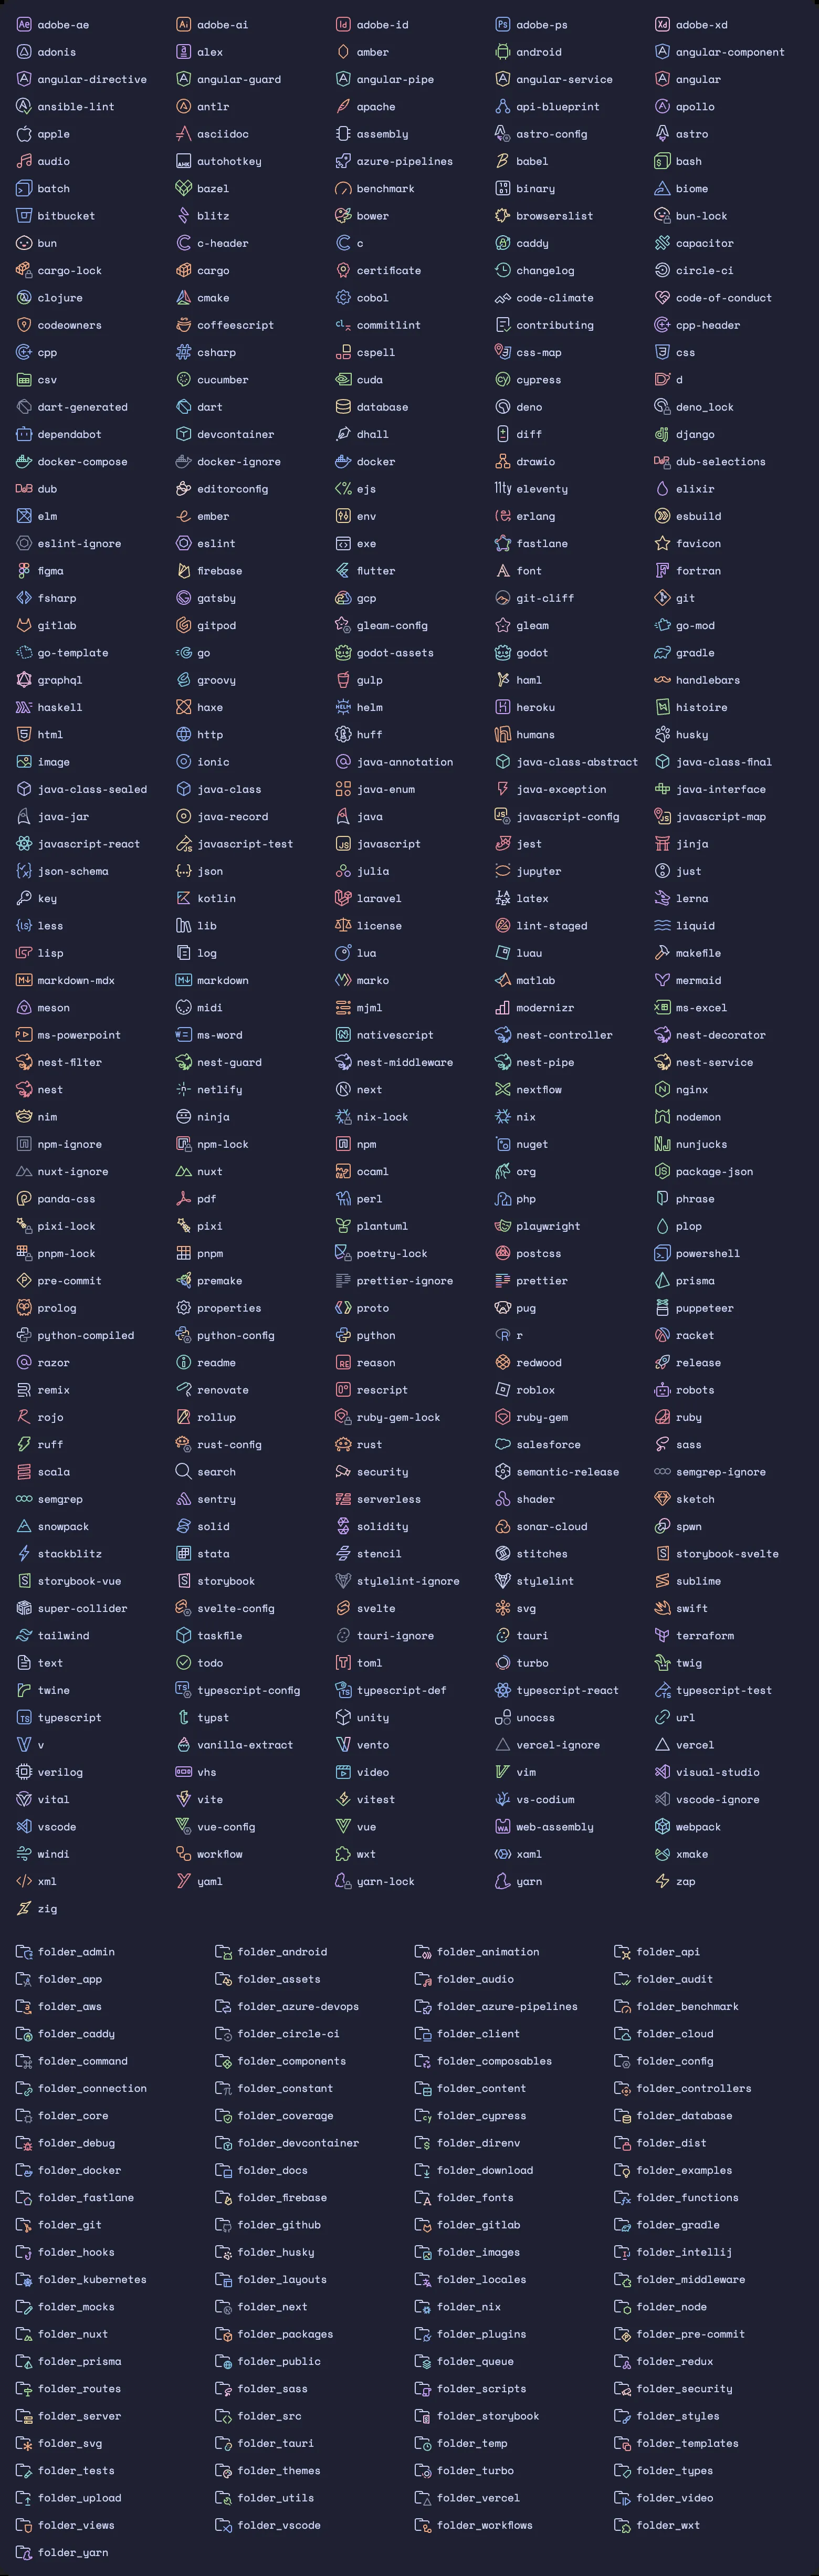 adobe-ae adobe-ai adobe-id adobe-ps adobe-xd
adonis alex amber android angular-component
angular-directive angular-guard angular-pipe angular-service angular
ansible-lint antlr apache api-blueprint apollo
apple asciidoc assembly astro-config astro
audio autohotkey azure-pipelines babel bash
batch bazel benchmark binary biome
bitbucket blitz bower browserslist bun-lock
bun c-header c caddy capacitor
cargo-lock cargo certificate changelog circle-ci
clojure cmake cobol code-climate code-of-conduct
codeowners coffeescript commitlint contributing cpp-header
cpp csharp cspell css-map css
csv cucumber cuda cypress d
dart-generated dart database deno deno_lock
dependabot devcontainer dhall diff django
docker-compose docker-ignore docker drawio dub-selections
dub editorconfig ejs eleventy elixir
elm ember env erlang esbuild
eslint-ignore eslint exe fastlane favicon
figma firebase flutter font fortran
fsharp gatsby gcp git-cliff git
gitlab gitpod gleam-config gleam go-mod
go-template go godot-assets godot gradle
graphql groovy gulp haml handlebars
haskell haxe helm heroku histoire
html http huff humans husky
image ionic java-annotation java-class-abstract java-class-final
java-class-sealed java-class java-enum java-exception java-interface
java-jar java-record java javascript-config javascript-map
javascript-react javascript-test javascript jest jinja
json-schema json julia jupyter just
key kotlin laravel latex lerna
less lib license lint-staged liquid
lisp log lua luau makefile
markdown-mdx markdown marko matlab mermaid
meson midi mjml modernizr ms-excel
ms-powerpoint ms-word nativescript nest-controller nest-decorator
nest-filter nest-guard nest-middleware nest-pipe nest-service
nest netlify next nextflow nginx
nim ninja nix-lock nix nodemon
npm-ignore npm-lock npm nuget nunjucks
nuxt-ignore nuxt ocaml org package-json
panda-css pdf perl php phrase
pixi-lock pixi plantuml playwright plop
pnpm-lock pnpm poetry-lock postcss powershell
pre-commit premake prettier-ignore prettier prisma
prolog properties proto pug puppeteer
python-compiled python-config python r racket
razor readme reason redwood release
remix renovate rescript roblox robots
rojo rollup ruby-gem-lock ruby-gem ruby
ruff rust-config rust salesforce sass
scala search security semantic-release semgrep-ignore
semgrep sentry serverless shader sketch
snowpack solid solidity sonar-cloud spwn
stackblitz stata stencil stitches storybook-svelte
storybook-vue storybook stylelint-ignore stylelint sublime
super-collider svelte-config svelte svg swift
tailwind taskfile tauri-ignore tauri terraform
text todo toml turbo twig
twine typescript-config typescript-def typescript-react typescript-test
typescript typst unity unocss url
v vanilla-extract vento vercel-ignore vercel
verilog vhs video vim visual-studio
vital vite vitest vs-codium vscode-ignore
vscode vue-config vue web-assembly webpack
windi workflow wxt xaml xmake
xml yaml yarn-lock yarn zap
zig
folder_admin folder_android folder_animation folder_api
folder_app folder_assets folder_audio folder_audit
folder_aws folder_azure-devops folder_azure-pipelines folder_benchmark
folder_caddy folder_circle-ci folder_client folder_cloud
folder_command folder_components folder_composables folder_config
folder_connection folder_constant folder_content folder_controllers
folder_core folder_coverage folder_cypress folder_database
folder_debug folder_devcontainer folder_direnv folder_dist
folder_docker folder_docs folder_download folder_examples
folder_fastlane folder_firebase folder_fonts folder_functions
folder_git folder_github folder_gitlab folder_gradle
folder_hooks folder_husky folder_images folder_intellij
folder_kubernetes folder_layouts folder_locales folder_middleware
folder_mocks folder_next folder_nix folder_node
folder_nuxt folder_packages folder_plugins folder_pre-commit
folder_prisma folder_public folder_queue folder_redux
folder_routes folder_sass folder_scripts folder_security
folder_server folder_src folder_storybook folder_styles
folder_svg folder_tauri folder_temp folder_templates
folder_tests folder_themes folder_turbo folder_types
folder_upload folder_utils folder_vercel folder_video
folder_views folder_vscode folder_workflows folder_wxt
folder_yarn